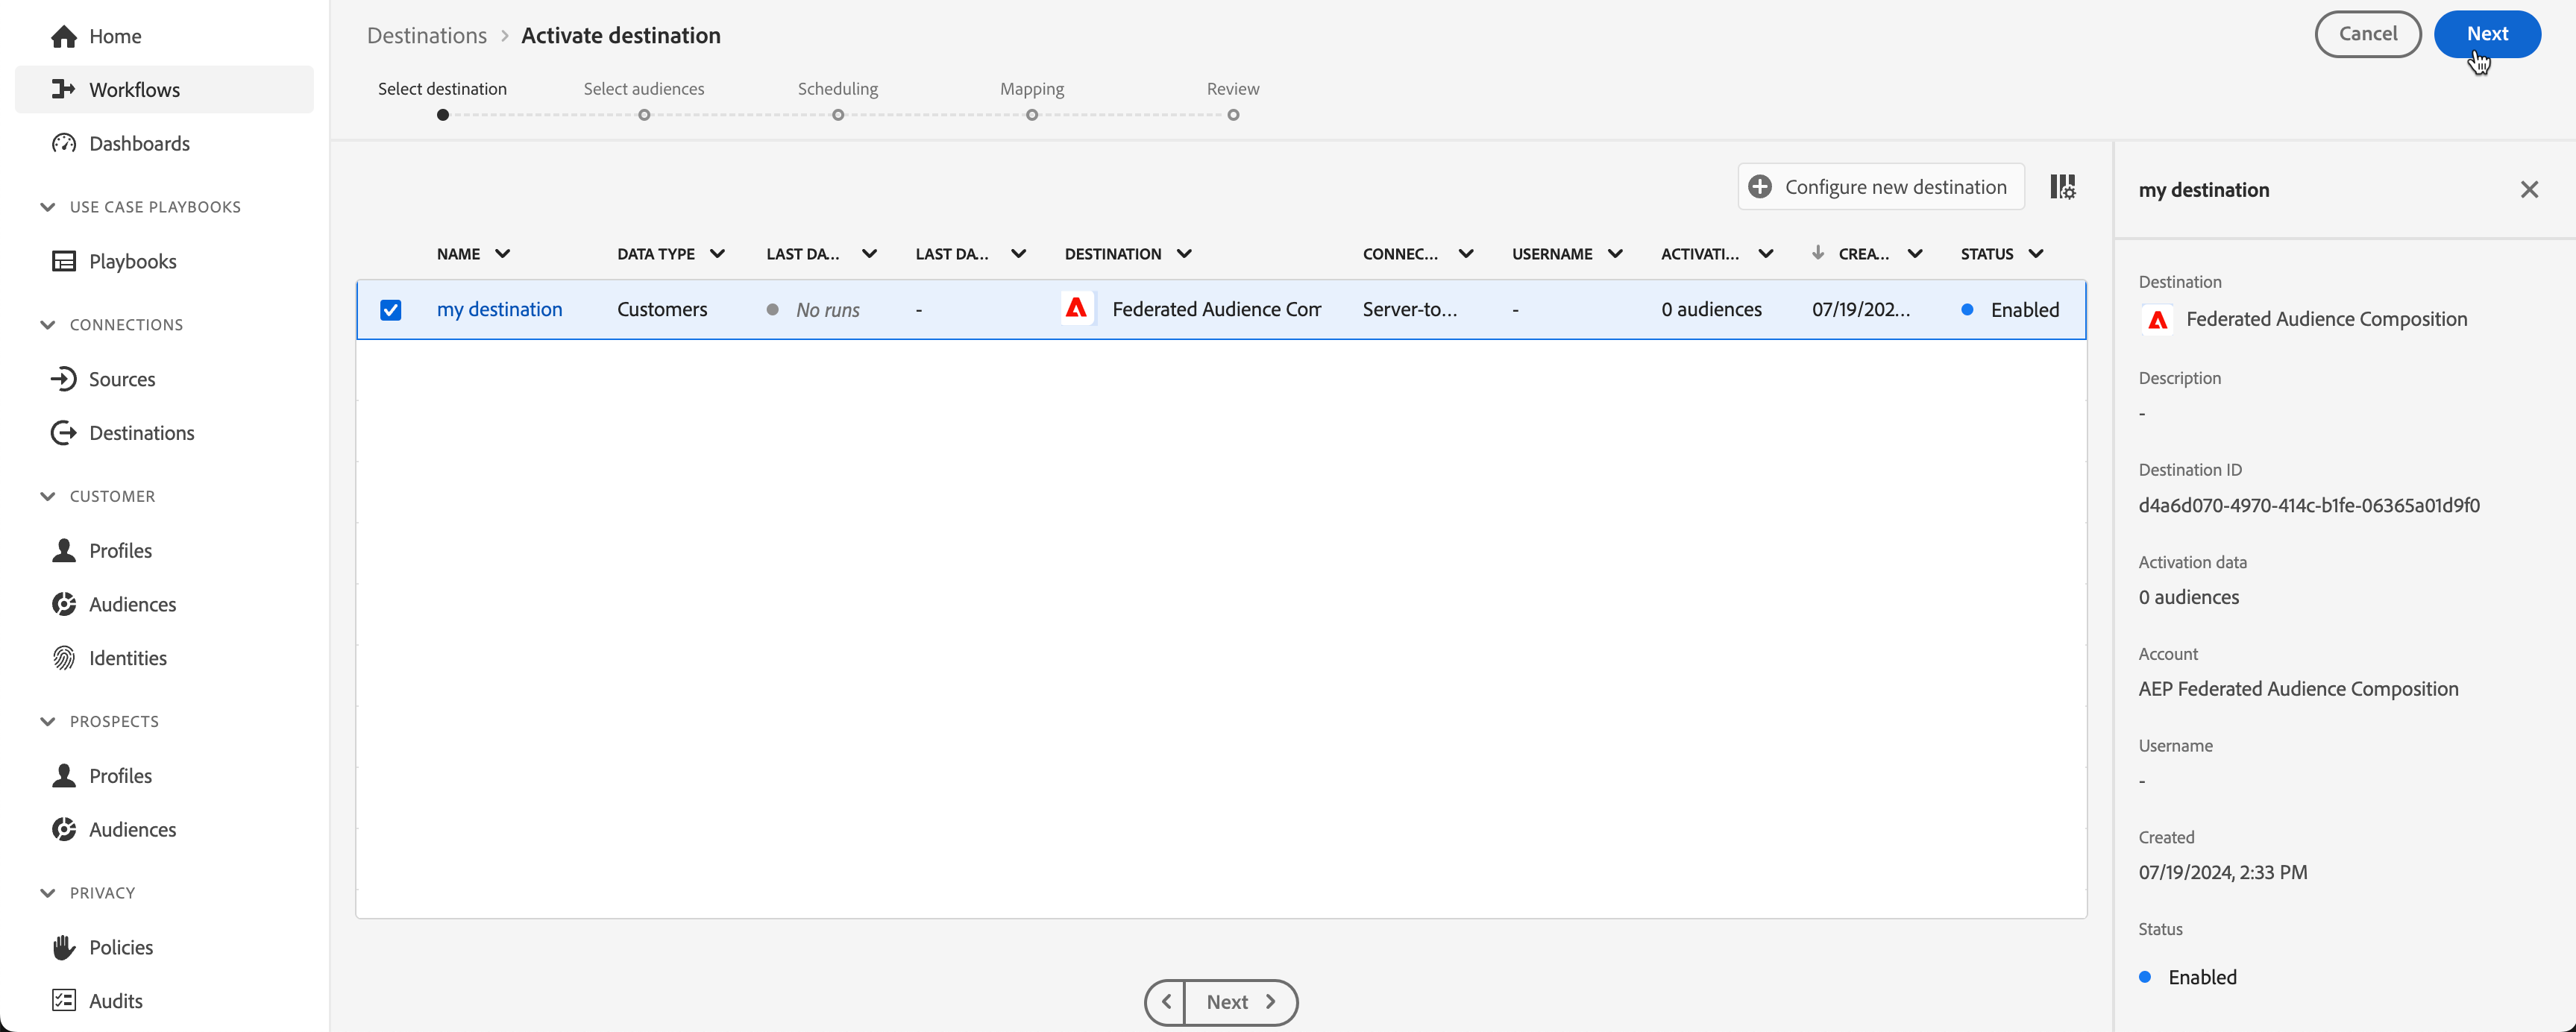 Home
Workflows
Dashboards
USE CASE PLAYBOOKS
Playbooks
CONNECTIONS
Sources
Destinations
CUSTOMER
Profiles
Audiences
Identities
PROSPECTS
Profiles
Audiences
PRIVACY
Policies
Audits
Destinations > Activate destination
Cancel
Next
Select destination
Select audiences
Scheduling
Mapping
Review
Configure new destination
NAME DATA TYPE LAST DA... LAST DA... DESTINATION CONNEC... USERNAME ACTIVATI... CREA... STATUS
my destination Customers No runs - Federated Audience Com Server-to... - 0 audiences 07/19/202... Enabled
Next
my destination
Destination
Federated Audience Composition
Description
-
Destination ID
d4a6d070-4970-414c-b1fe-06365a01d9f0
Activation data
0 audiences
Account
AEP Federated Audience Composition
Username
-
Created
07/19/2024, 2:33 PM
Status
Enabled